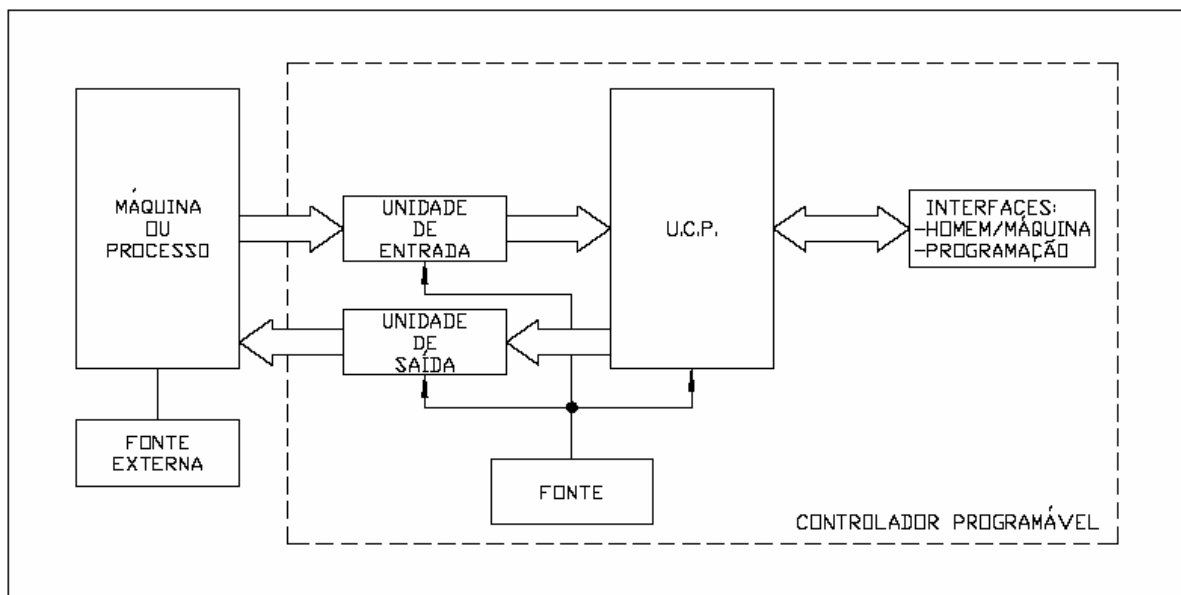 MÁQUINA
OU
PROCESSO
UNIDADE
DE
ENTRADA
U.C.P.
INTERFACES:
-HOMEM/MÁQUINA
-PROGRAMAÇÃO
UNIDADE
DE
SAÍDA
FONTE
EXTERNA
FONTE
CONTROLADOR PROGRAMÁVEL